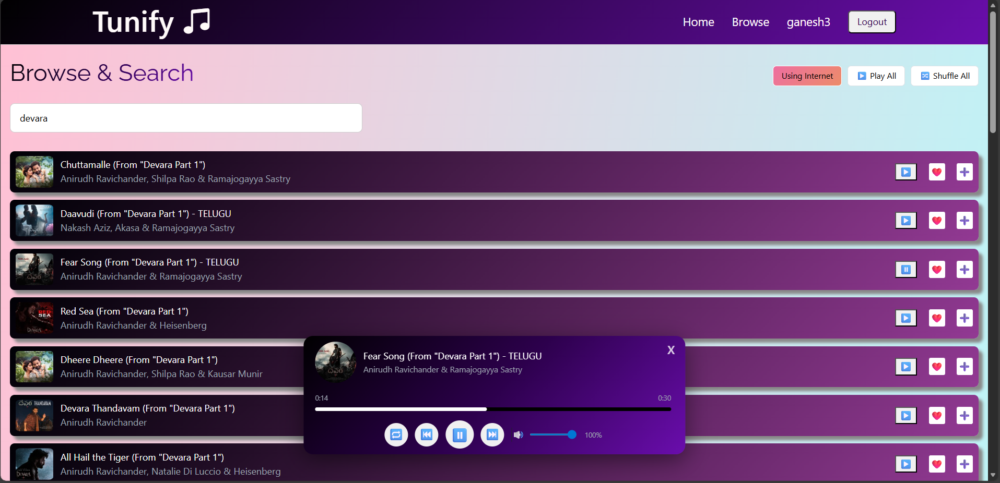 Tunify
Home
Browse
ganesh3
Logout
Browse & Search
Using Internet
Play All
Shuffle All
devara
Chuttamalle (From "Devara Part 1")
Anirudh Ravichander, Shilpa Rao & Ramajogayya Sastry
Daavudi (From "Devara Part 1") - TELUGU
Nakash Aziz, Akasa & Ramajogayya Sastry
Fear Song (From "Devara Part 1") - TELUGU
Anirudh Ravichander & Ramajogayya Sastry
RED
SEA
DEVARA
Red Sea (From "Devara Part 1")
Anirudh Ravichander & Heisenberg
Dheere Dheere (From "Devara Part 1")
Anirudh Ravichander, Shilpa Rao & Kausar Munir
Devara Thandavam (From "Devara Part 1")
Anirudh Ravichander
DEVARA
All Hail the Tiger (From "Devara Part 1")
Anirudh Ravichander, Natalie Di Luccio & Heisenberg
Fear Song (From "Devara Part 1") - TELUGU
Anirudh Ravichander & Ramajogayya Sastry
X
0:14
0:30
100%